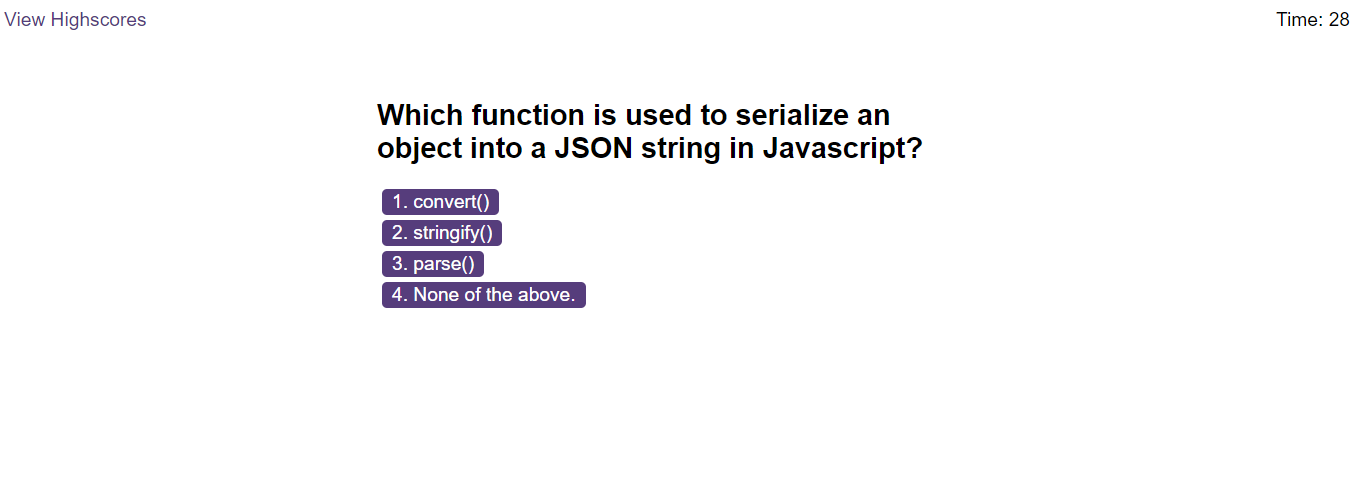 View Highscores
Time: 28
Which function is used to serialize an
object into a JSON string in Javascript?
1. convert()
2. stringify()
3. parse()
4. None of the above.